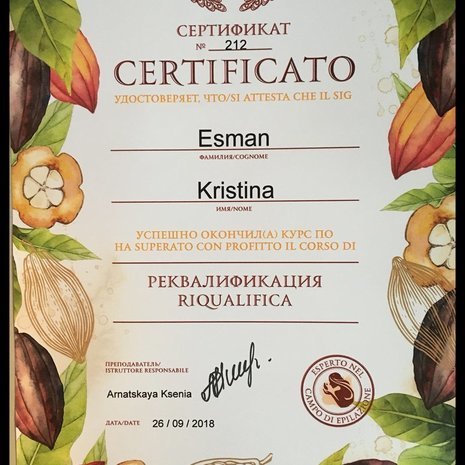 СЕРТИФИКАТ
№ 212
CERTIFICATO
УДОСТОВЕРЯЕТ, ЧТО/SI ATTESTA CHE IL SIG
Esman
ФАМИЛИЯ/COGNOME
Kristina
ИМЯ/NOME
УСПЕШНО ОКОНЧИЛ(А) КУРС ПО
HA SUPERATO CON PROFITTO IL CORSO DI
РЕКВАЛИФИКАЦИЯ
RIQUALIFICA
ПРЕПОДАВАТЕЛЬ/
ISTRUTTORE RESPONSABILE
Arnatskaya Ksenia
ДАТА/DATE
26 / 09 / 2018
ESPERTO NEL
CAMPO DI EPILAZIONE